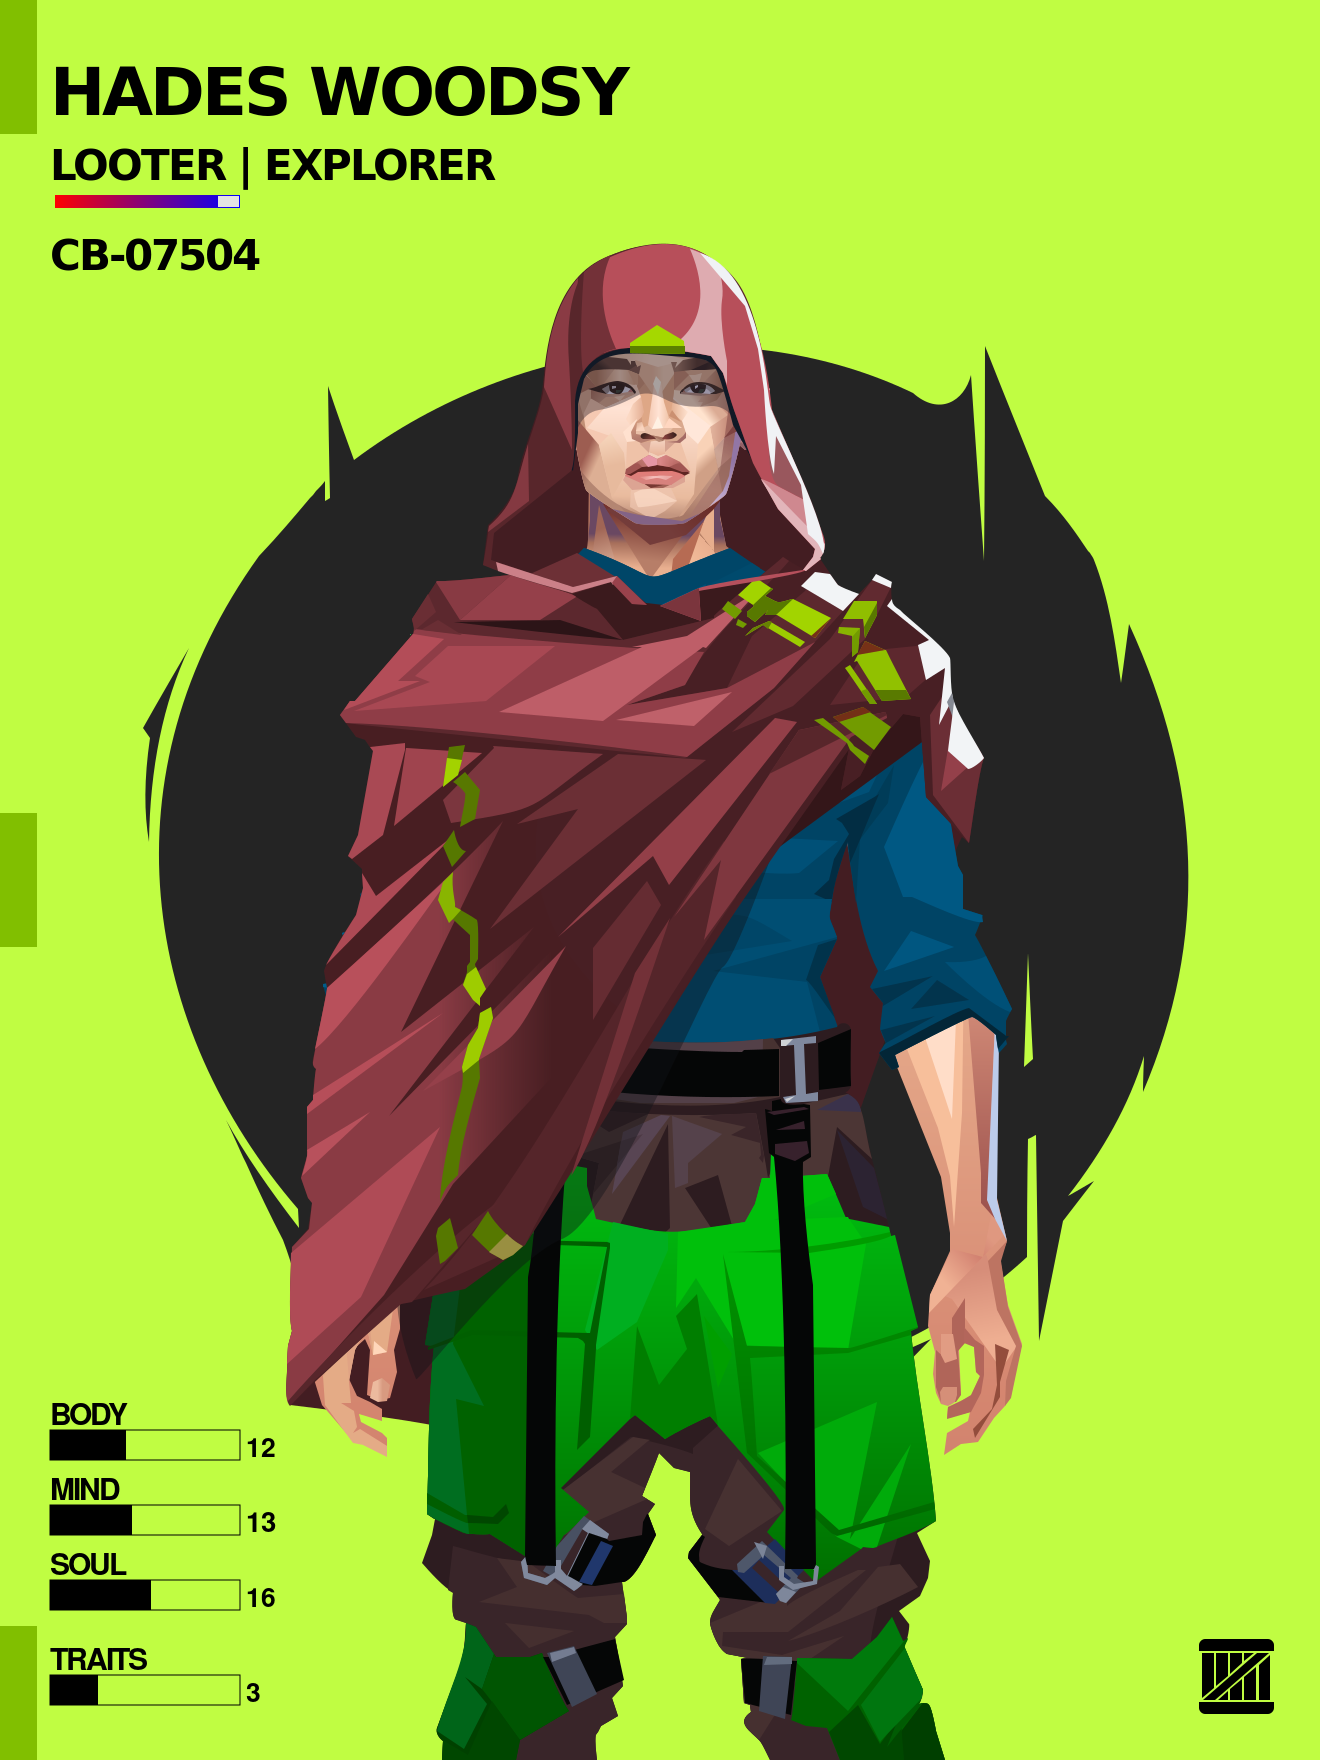 HADES WOODSY
LOOTER | EXPLORER
CB-07504
BODY
12
MIND
13
SOUL
16
TRAITS
3